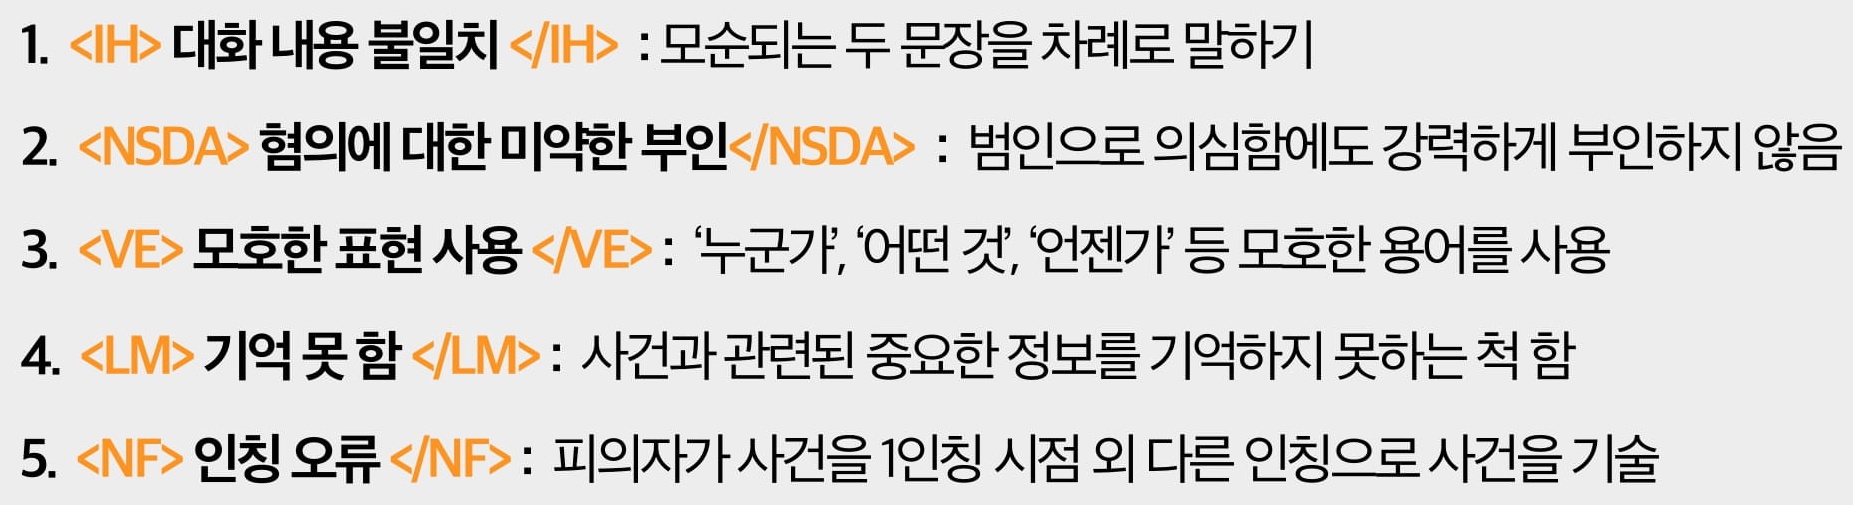 1. <IH> 대화 내용 불일치 </IH> : 모순되는 두 문장을 차례로 말하기
2. <NSDA> 혐의에 대한 미약한 부인</NSDA> : 범인으로 의심함에도 강력하게 부인하지 않음
3. <VE> 모호한 표현 사용 </VE> : ‘누군가’, ‘어떤 것’, ‘언젠가’ 등 모호한 용어를 사용
4. <LM> 기억 못 함 </LM> : 사건과 관련된 중요한 정보를 기억하지 못하는 척 함
5. <NF> 인칭 오류 </NF> : 피의자가 사건을 1인칭 시점 외 다른 인칭으로 사건을 기술